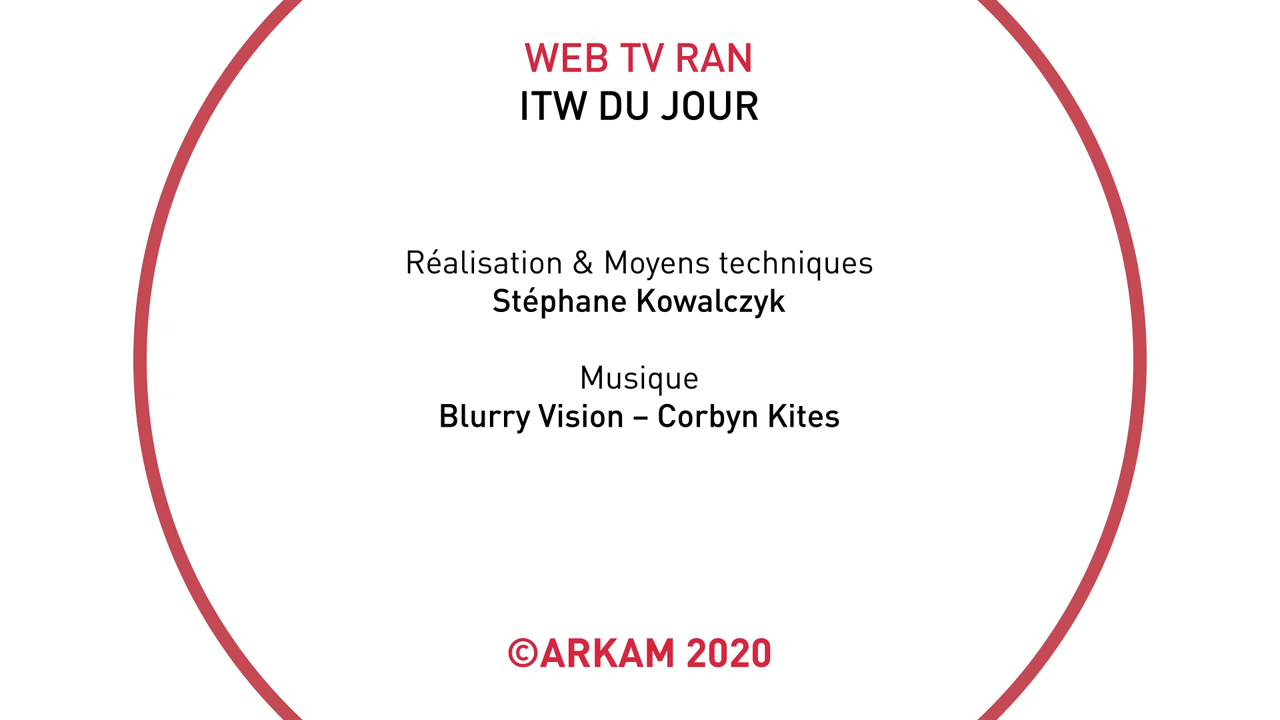 WEB TV RAN
ITW DU JOUR
Réalisation & Moyens techniques
Stéphane Kowalczyk
Musique
Blurry Vision – Corbyn Kites
©ARKAM 2020